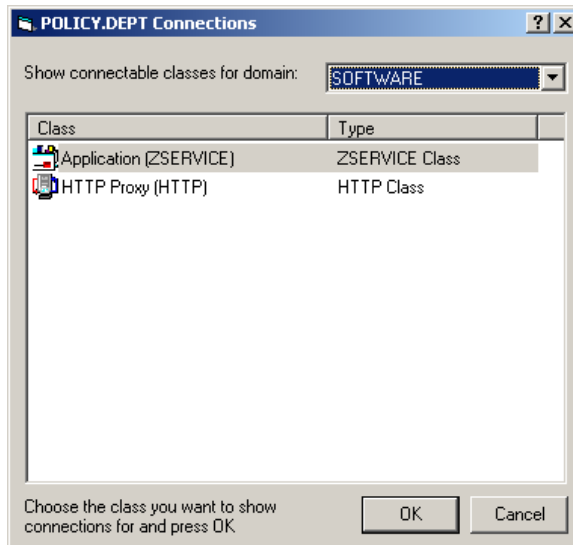 POLICY.DEPT Connections
Show connectable classes for domain: SOFTWARE
Class Type
Application (ZSERVICE) ZSERVICE Class
HTTP Proxy (HTTP) HTTP Class
Choose the class you want to show
connections for and press OK
OK Cancel